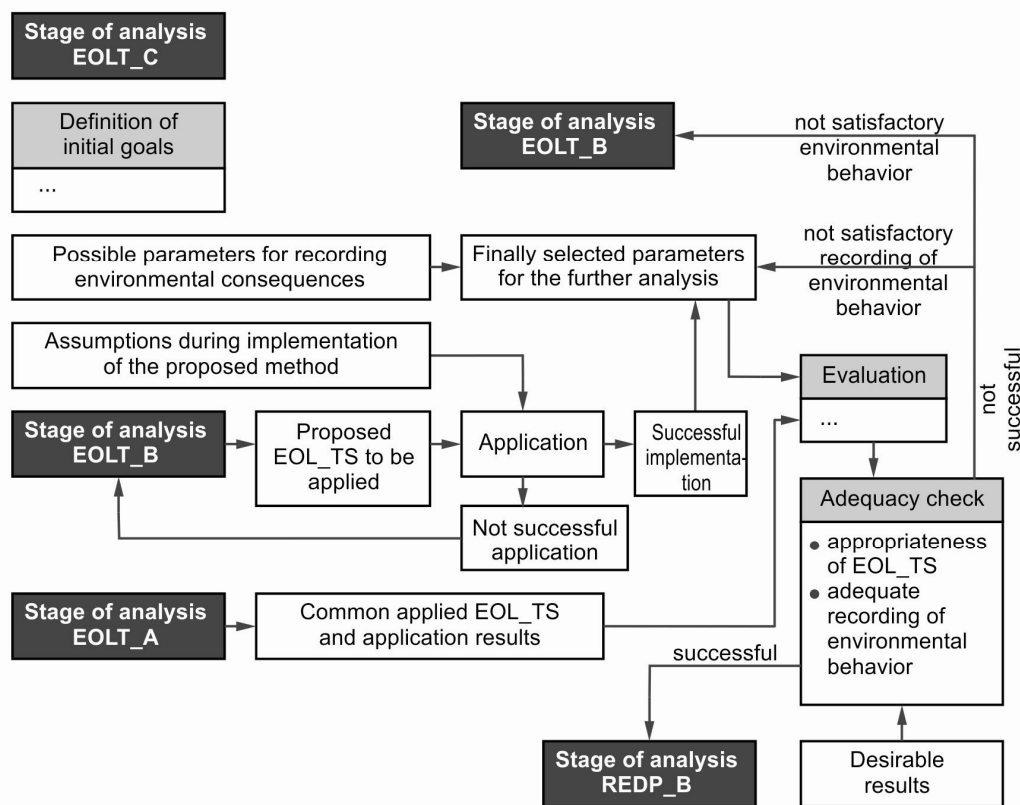 Stage of analysis
EOLT_C
Definition of
initial goals
...
Stage of analysis
EOLT_B
not satisfactory
environmental
behavior
Possible parameters for recording
environmental consequences
Finally selected parameters
for the further analysis
not satisfactory
recording of
environmental
behavior
Assumptions during implementation
of the proposed method
Evaluation
...
not
successful
Stage of analysis
EOLT_B
Proposed
EOL_TS to be
applied
Application
Successful
implementa-
tion
Not successful
application
Adequacy check
• appropriateness
of EOL_TS
• adequate
recording of
environmental
behavior
Stage of analysis
EOLT_A
Common applied EOL_TS
and application results
successful
Stage of analysis
REDP_B
Desirable
results